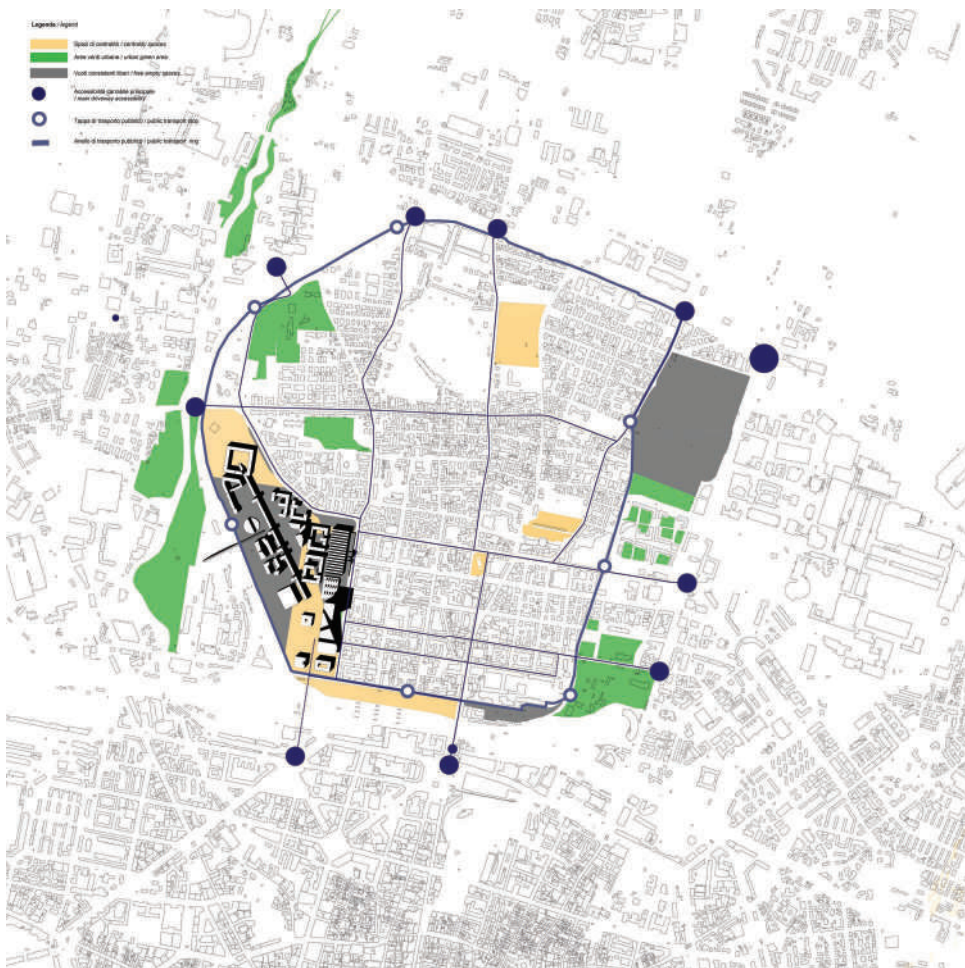 Legenda / legend
Spazi di centralità / centrality spaces
Aree verdi urbane / urban green area
Vuoti consistenti liberi / free empty spaces
Accessibilità carrabile principale
/ main driveway accessibility
Tappa di trasporto pubblico / public transport stop
Anello di trasporto pubblico / public transport ring